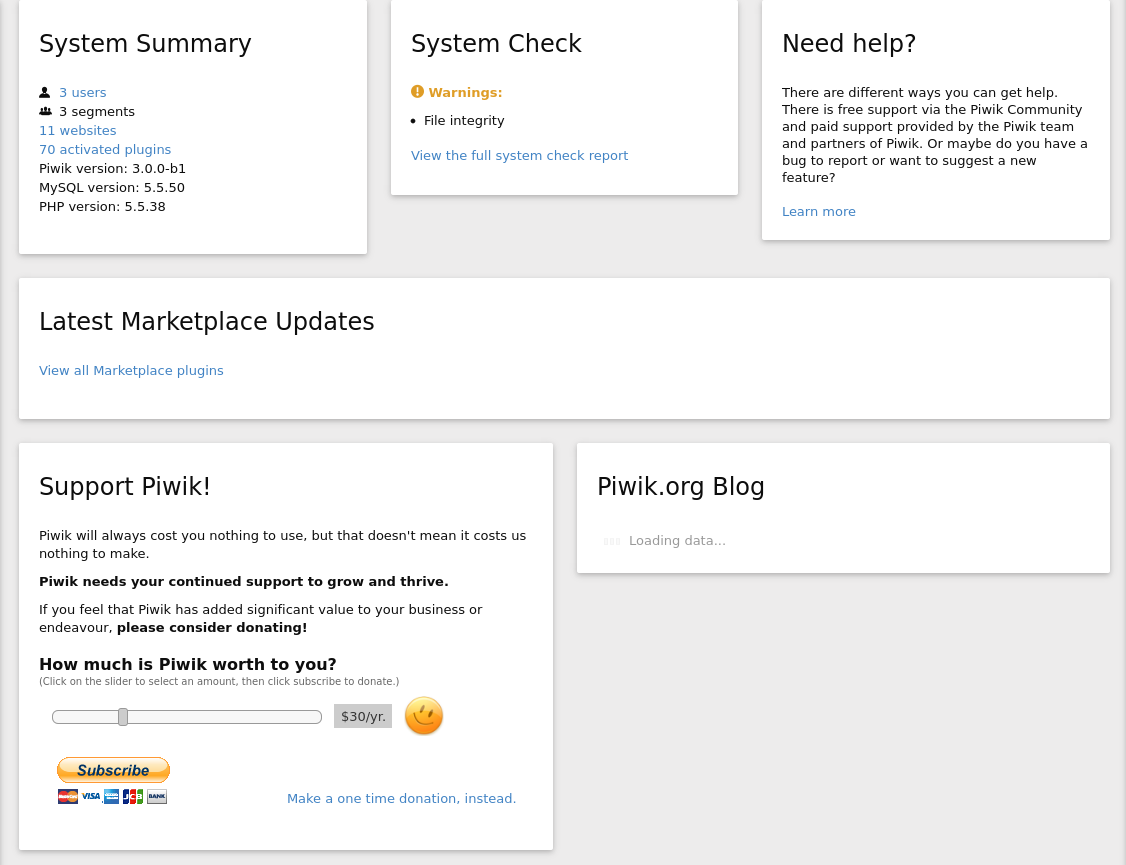 System Summary
3 users
3 segments
11 websites
70 activated plugins
Piwik version: 3.0.0-b1
MySQL version: 5.5.50
PHP version: 5.5.38
System Check
Warnings:
File integrity
View the full system check report
Need help?
There are different ways you can get help.
There is free support via the Piwik Community
and paid support provided by the Piwik team
and partners of Piwik. Or maybe do you have a
bug to report or want to suggest a new
feature?
Learn more
Latest Marketplace Updates
View all Marketplace plugins
Support Piwik!
Piwik will always cost you nothing to use, but that doesn't mean it costs us
nothing to make.
Piwik needs your continued support to grow and thrive.
If you feel that Piwik has added significant value to your business or
endeavour, please consider donating!
How much is Piwik worth to you?
(Click on the slider to select an amount, then click subscribe to donate.)
$30/yr.
Subscribe
VISA JCB BANK
Make a one time donation, instead.
Piwik.org Blog
Loading data...